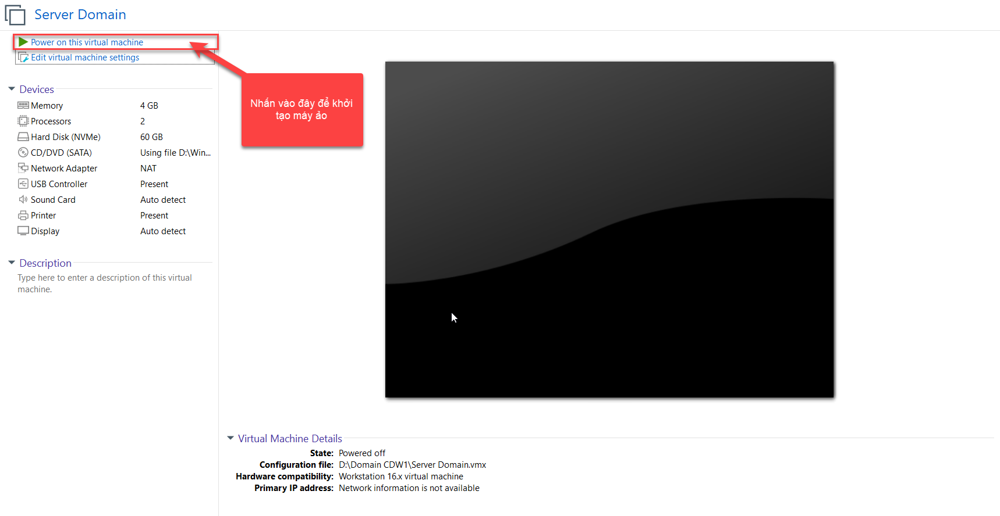 Server Domain
Power on this virtual machine
Edit virtual machine settings
Nhấn vào đây để khởi
tạo máy ảo
Devices
Memory 4 GB
Processors 2
Hard Disk (NVMe) 60 GB
CD/DVD (SATA) Using file D:\Win...
Network Adapter NAT
USB Controller Present
Sound Card Auto detect
Printer Present
Display Auto detect
Description
Type here to enter a description of this virtual
machine.
Virtual Machine Details
State: Powered off
Configuration file: D:\Domain CDW1\Server Domain.vmx
Hardware compatibility: Workstation 16.x virtual machine
Primary IP address: Network information is not available